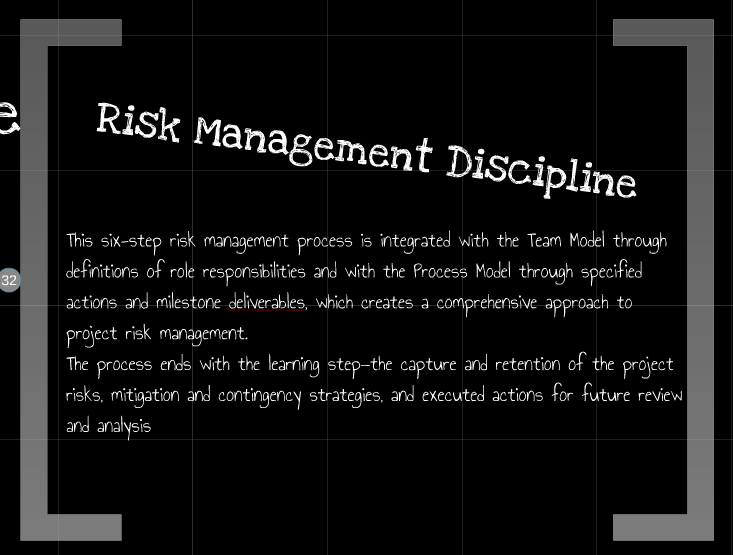 e
Risk Management Discipline
This six-step risk management process is integrated with the Team Model through
definitions of role responsibilities and with the Process Model through specified
actions and milestone deliverables, which creates a comprehensive approach to
project risk management.
The process ends with the learning step—the capture and retention of the project
risks, mitigation and contingency strategies, and executed actions for future review
and analysis
32